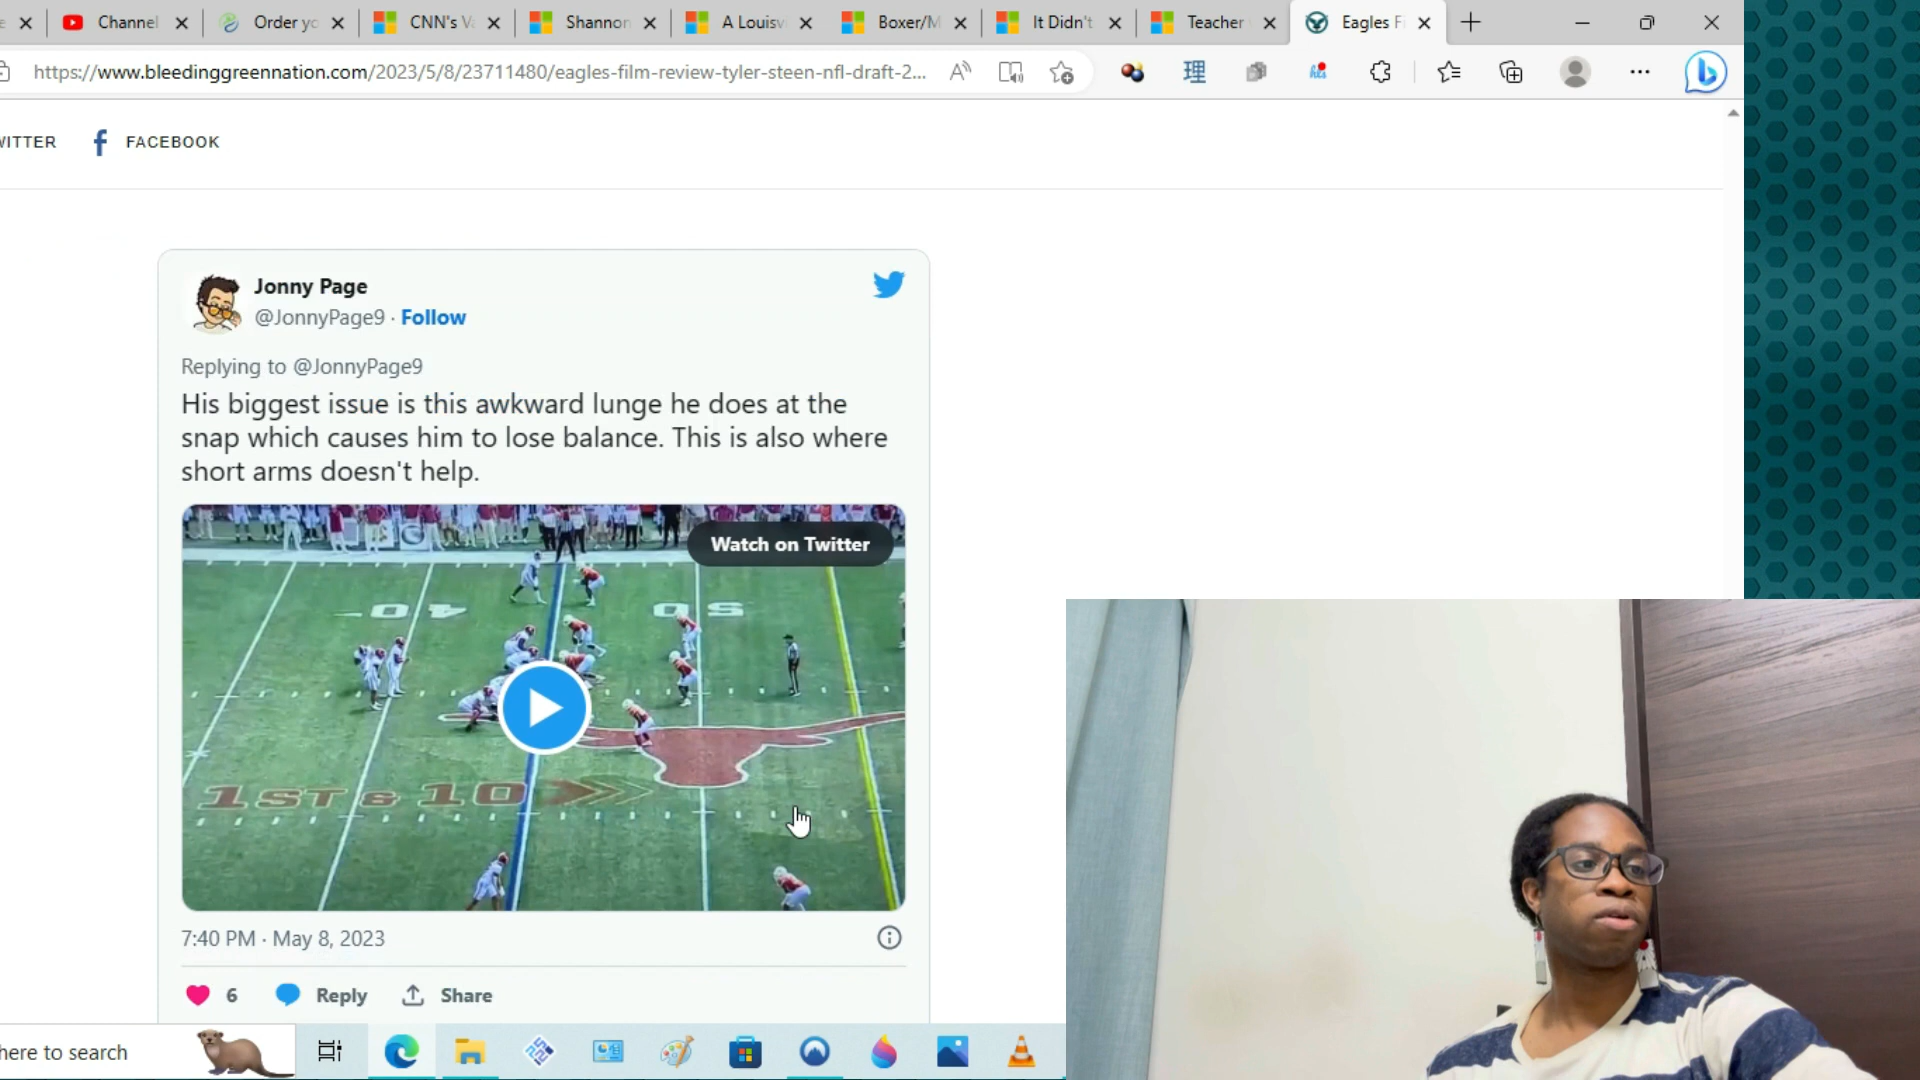 Channel
Order yo
CNN's Va
Shannon
A Louisv
Boxer/M
It Didn't
Teacher
Eagles Fi
https://www.bleedinggreennation.com/2023/5/8/23711480/eagles-film-review-tyler-steen-nfl-draft-2...
理
WITTER
FACEBOOK
Jonny Page
@JonnyPage9 · Follow
Replying to @JonnyPage9
His biggest issue is this awkward lunge he does at the
snap which causes him to lose balance. This is also where
short arms doesn't help.
Watch on Twitter
40
50
1ST & 10
7:40 PM · May 8, 2023
6
Reply
Share
here to search